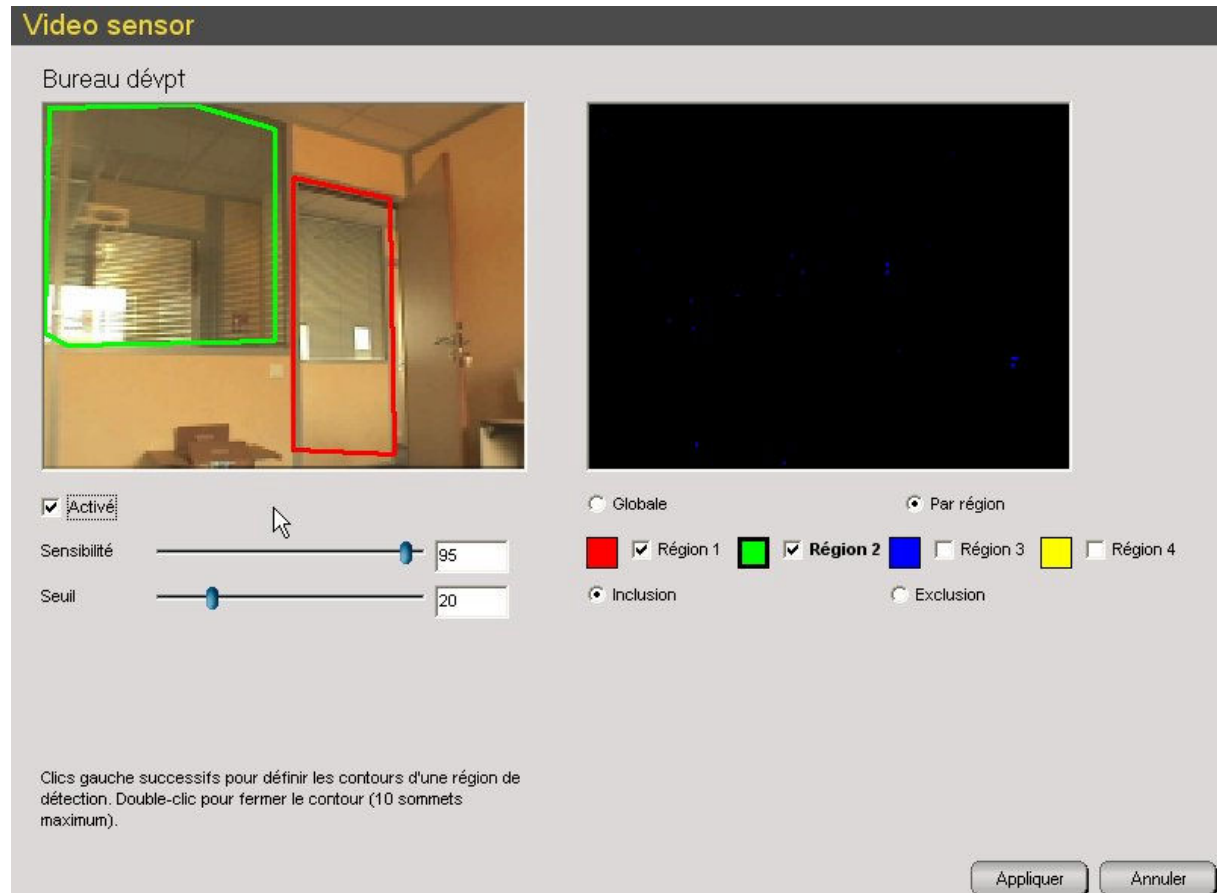 Video sensor
Bureau dévpt
Activé
Sensibilité
95
Seuil
20
Globale
Par région
Région 1
Région 2
Région 3
Région 4
Inclusion
Exclusion
Clics gauche successifs pour définir les contours d'une région de
détection. Double-clic pour fermer le contour (10 sommets
maximum).
Appliquer
Annuler